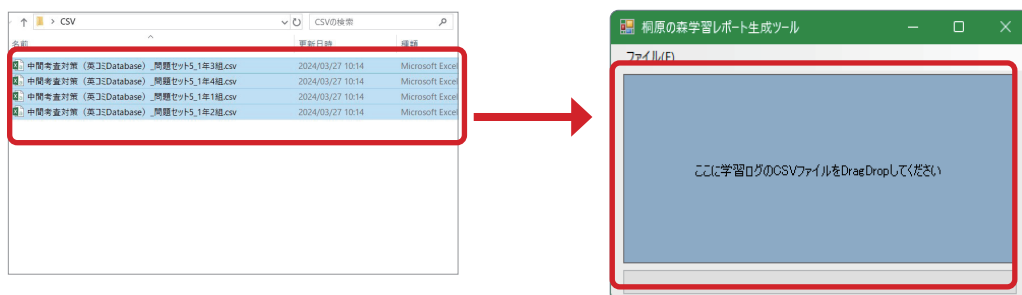 CSV
CSVの検索
名前
更新日時
種類
中間考査対策（英コミDatabase）_問題セット5_1年3組.csv 2024/03/27 10:14 Microsoft Excel
中間考査対策（英コミDatabase）_問題セット5_1年4組.csv 2024/03/27 10:14 Microsoft Excel
中間考査対策（英コミDatabase）_問題セット5_1年1組.csv 2024/03/27 10:14 Microsoft Excel
中間考査対策（英コミDatabase）_問題セット5_1年2組.csv 2024/03/27 10:14 Microsoft Excel
桐原の森学習レポート生成ツール
ファイル(F)
ここに学習ログのCSVファイルをDragDropしてください